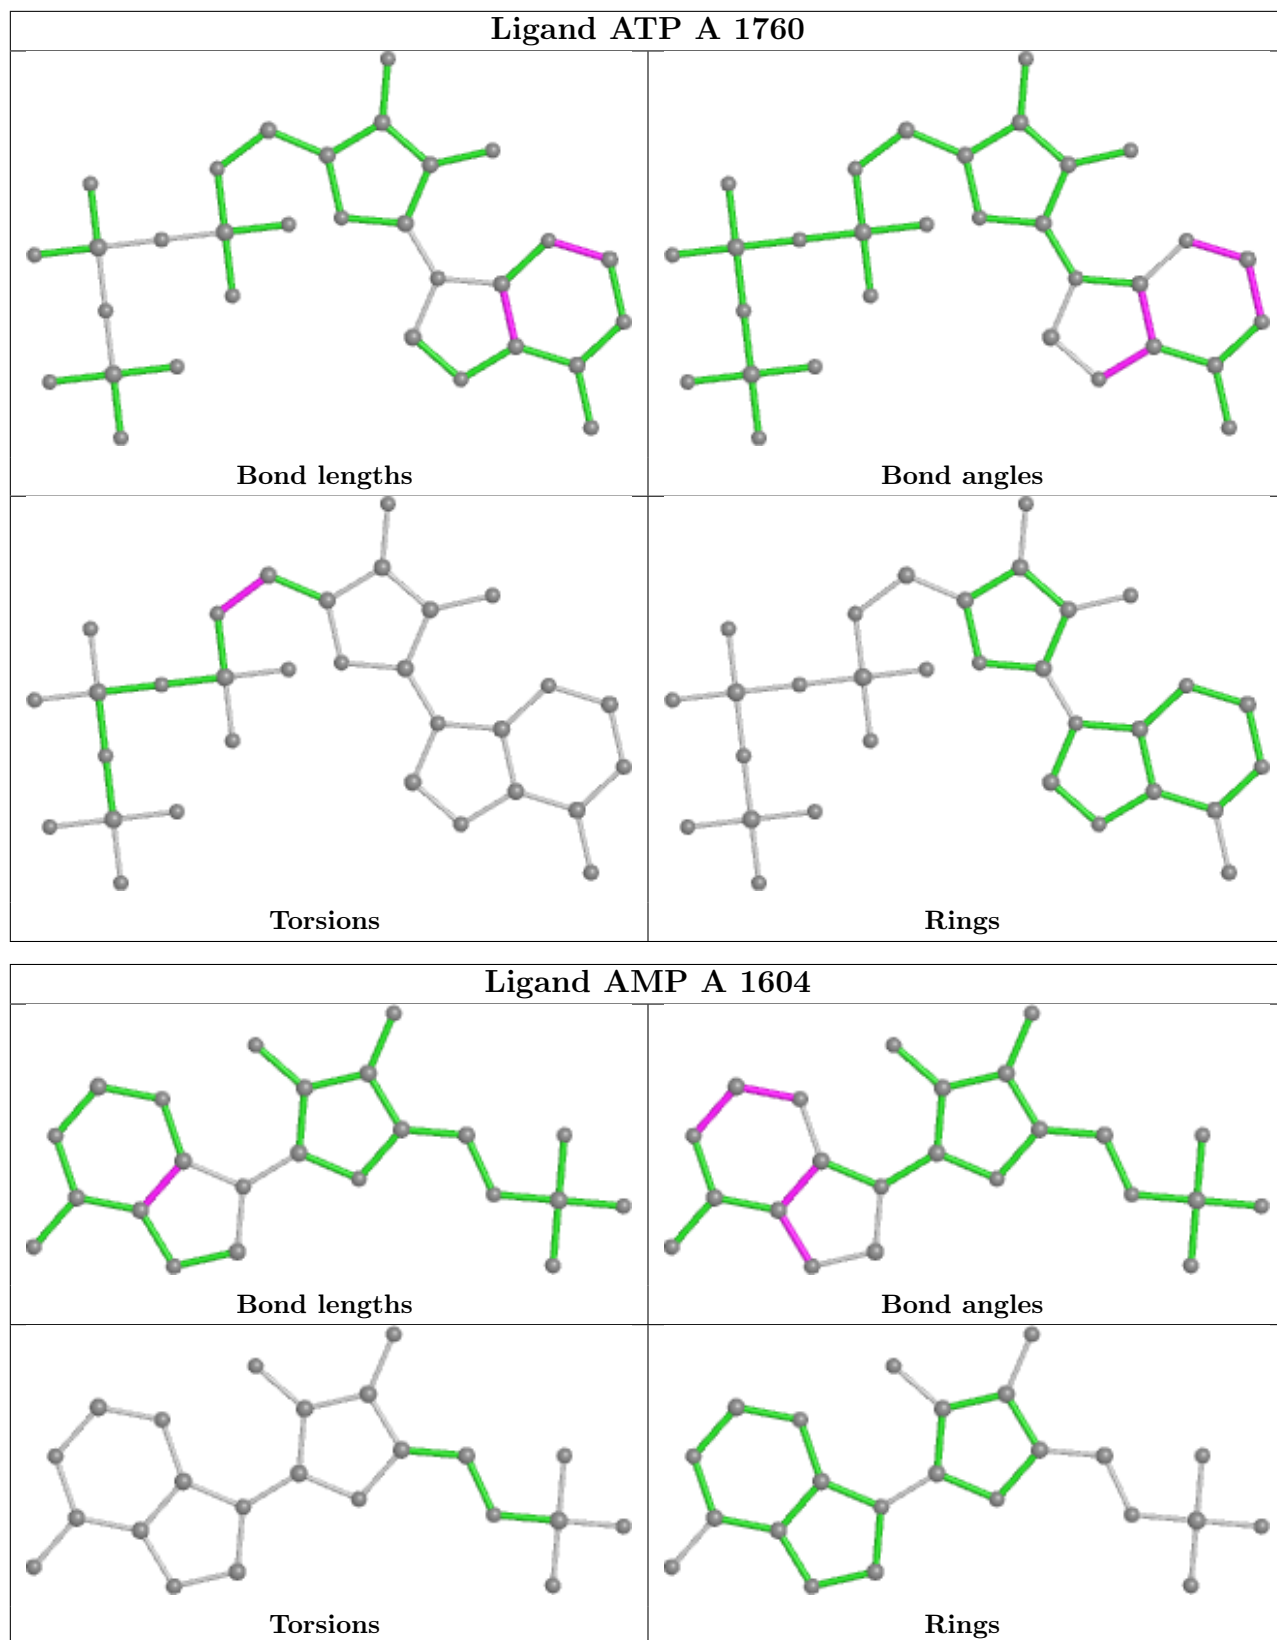 Ligand ATP A 1760
Bond lengths
Bond angles
Torsions
Rings
Ligand AMP A 1604
Bond lengths
Bond angles
Torsions
Rings